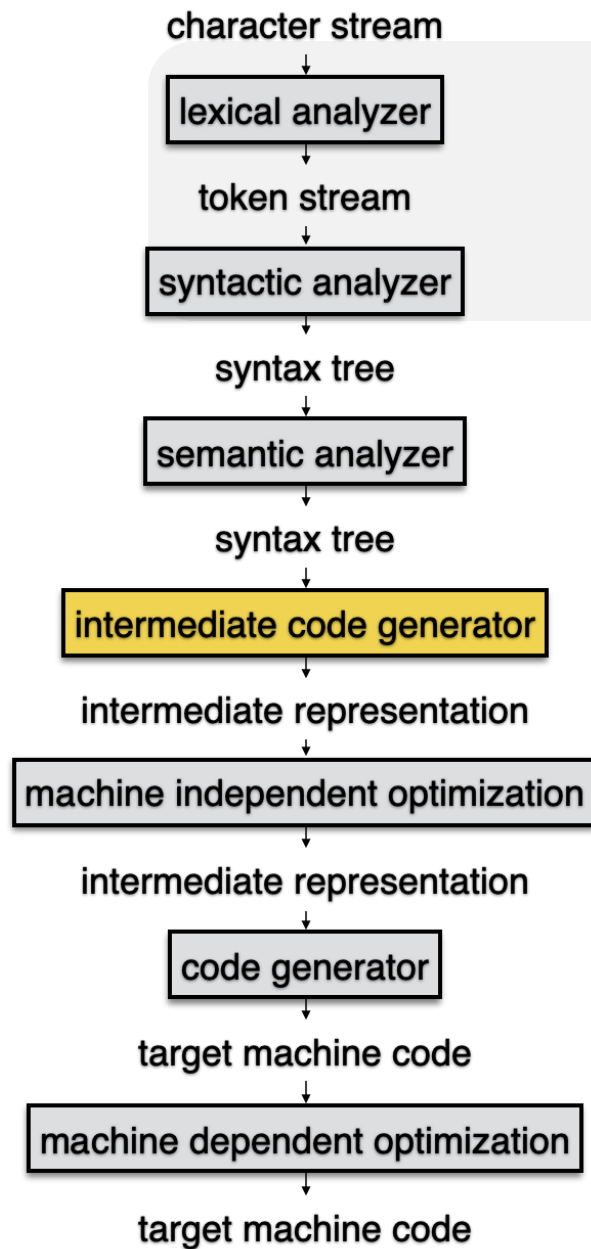 character stream
lexical analyzer
token stream
syntactic analyzer
syntax tree
semantic analyzer
syntax tree
intermediate code generator
intermediate representation
machine independent optimization
intermediate representation
code generator
target machine code
machine dependent optimization
target machine code